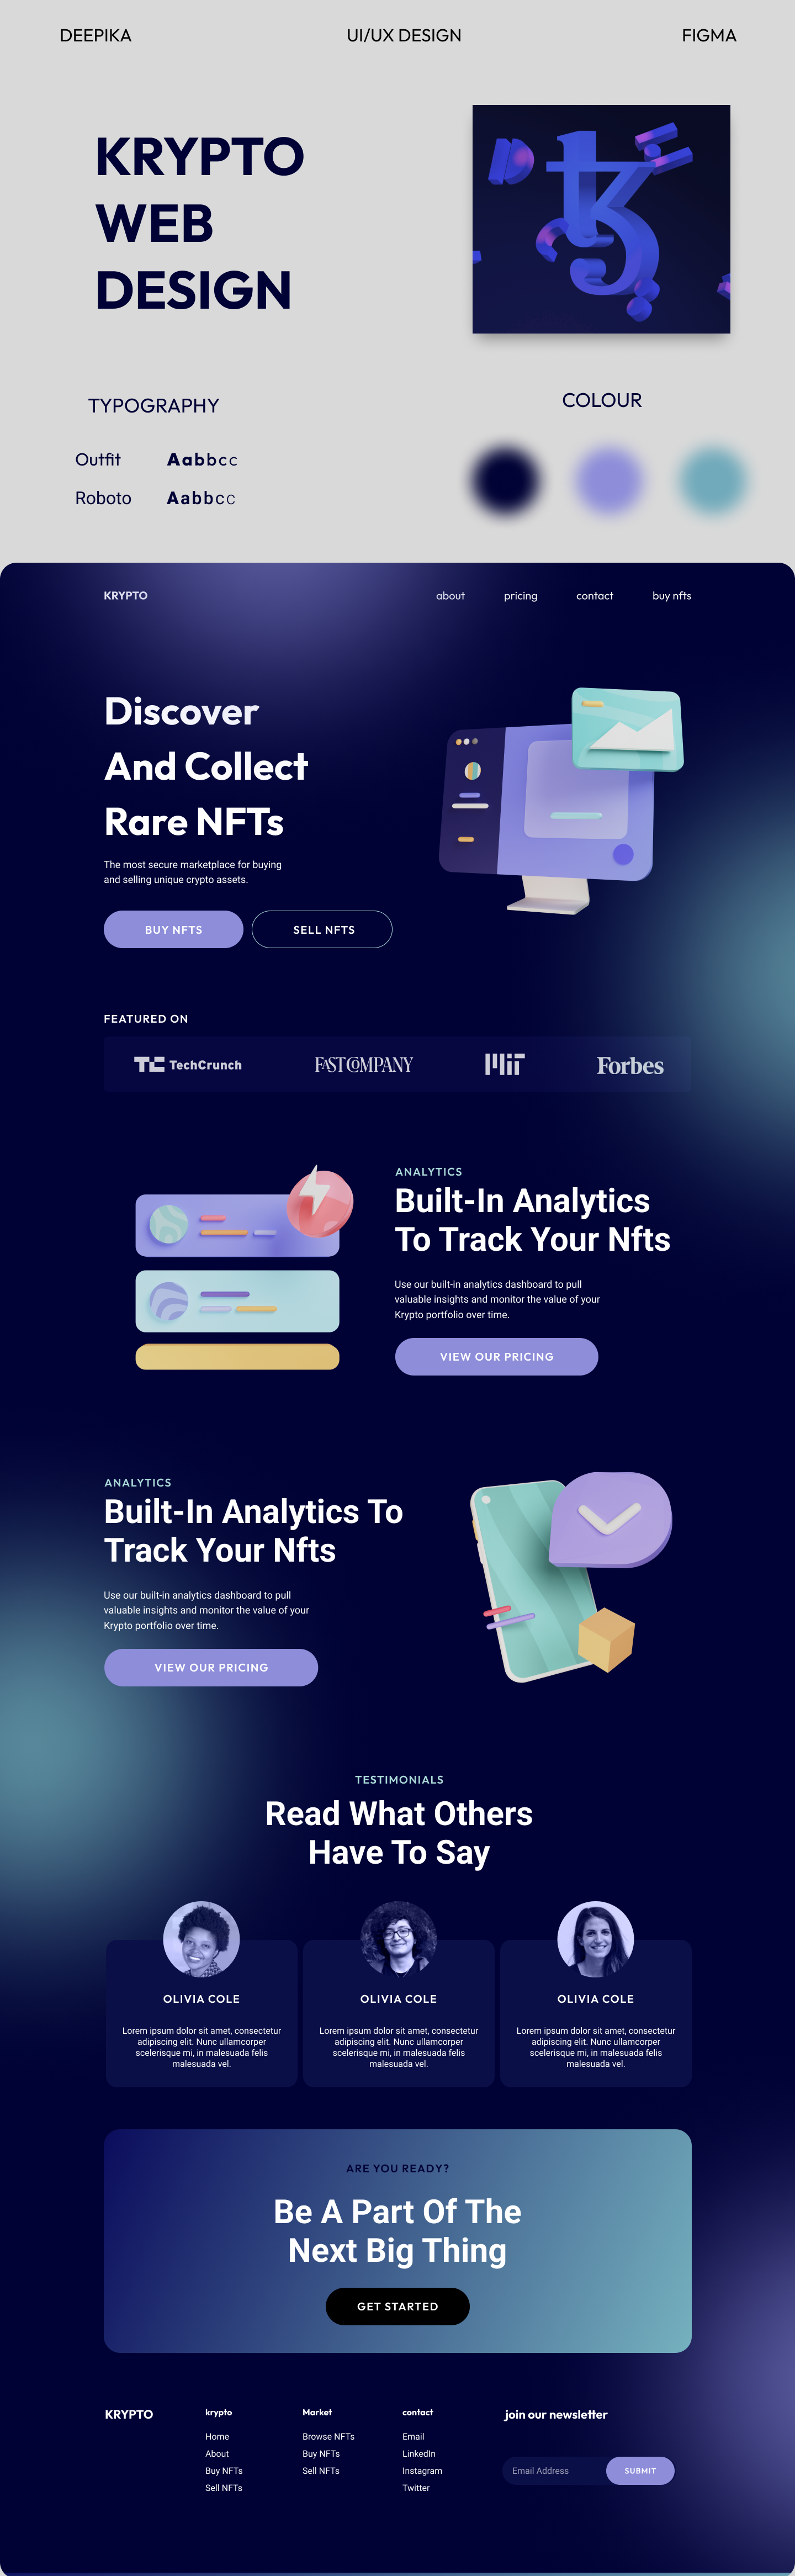 DEEPIKA
UI/UX DESIGN
FIGMA
KRYPTO
WEB
DESIGN
TYPOGRAPHY
COLOUR
Outfit Aabbcc
Roboto Aabbcc
KRYPTO
about
pricing
contact
buy nfts
Discover
And Collect
Rare NFTs
The most secure marketplace for buying
and selling unique crypto assets.
BUY NFTS
SELL NFTS
FEATURED ON
TC TechCrunch
FAST COMPANY
MIT
Forbes
ANALYTICS
Built-In Analytics
To Track Your Nfts
Use our built-in analytics dashboard to pull
valuable insights and monitor the value of your
Krypto portfolio over time.
VIEW OUR PRICING
ANALYTICS
Built-In Analytics To
Track Your Nfts
Use our built-in analytics dashboard to pull
valuable insights and monitor the value of your
Krypto portfolio over time.
VIEW OUR PRICING
TESTIMONIALS
Read What Others
Have To Say
OLIVIA COLE
Lorem ipsum dolor sit amet, consectetur
adipiscing elit. Nunc ullamcorper
scelerisque mi, in malesuada felis
malesuada vel.
OLIVIA COLE
Lorem ipsum dolor sit amet, consectetur
adipiscing elit. Nunc ullamcorper
scelerisque mi, in malesuada felis
malesuada vel.
OLIVIA COLE
Lorem ipsum dolor sit amet, consectetur
adipiscing elit. Nunc ullamcorper
scelerisque mi, in malesuada felis
malesuada vel.
ARE YOU READY?
Be A Part Of The
Next Big Thing
GET STARTED
KRYPTO
krypto
Home
About
Buy NFTs
Sell NFTs
Market
Browse NFTs
Buy NFTs
Sell NFTs
contact
Email
LinkedIn
Instagram
Twitter
join our newsletter
Email Address
SUBMIT